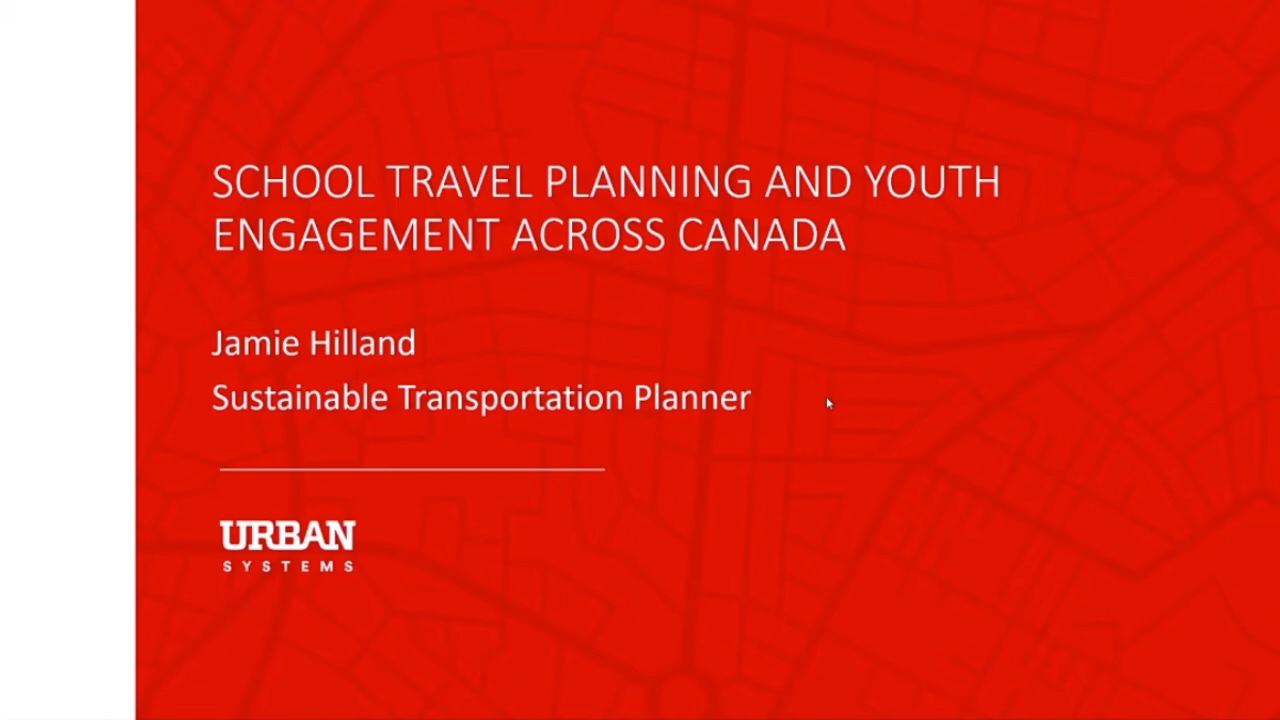 SCHOOL TRAVEL PLANNING AND YOUTH
ENGAGEMENT ACROSS CANADA
Jamie Hilland
Sustainable Transportation Planner
URBAN
SYSTEMS